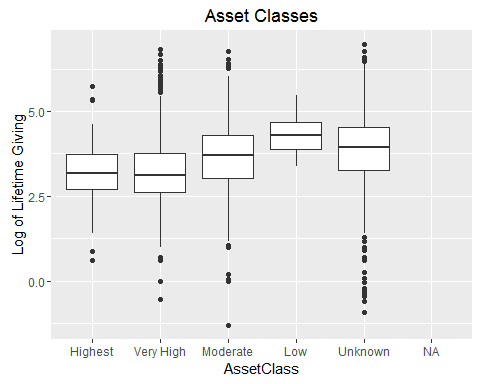 Asset Classes
Log of Lifetime Giving
5.0
2.5
0.0
Highest Very High Moderate Low Unknown NA
AssetClass